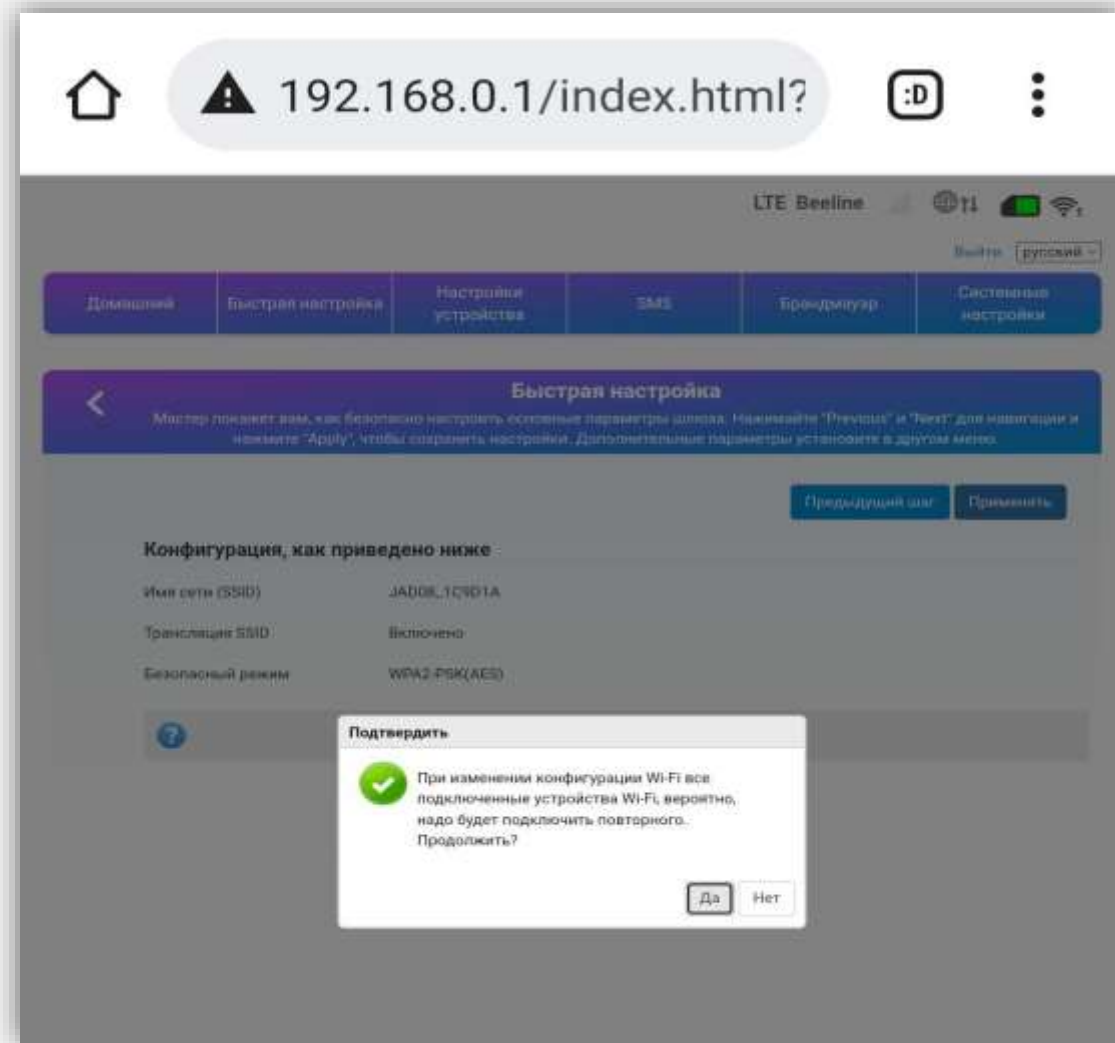 192.168.0.1/index.html?
:D
LTE Beeline
Выйти русский
Домашний Быстрая настройка Настройки устройства SMS Брандмауэр Системные настройки
Быстрая настройка
Мастер покажет вам, как безопасно настроить основные параметры шлюза. Нажимайте "Previous" и "Next" для навигации и
нажмите "Apply", чтобы сохранить настройки. Дополнительные параметры установите в другом меню.
Предыдущий шаг Применять
Конфигурация, как приведено ниже
Имя сети (SSID) JAD08_1C9D1A
Трансляция SSID Включено
Безопасный режим WPA2-PSK(AES)
Подтвердить
При изменении конфигурации Wi-Fi все
подключенные устройства Wi-Fi, вероятно,
надо будет подключить повторного.
Продолжить?
Да Нет